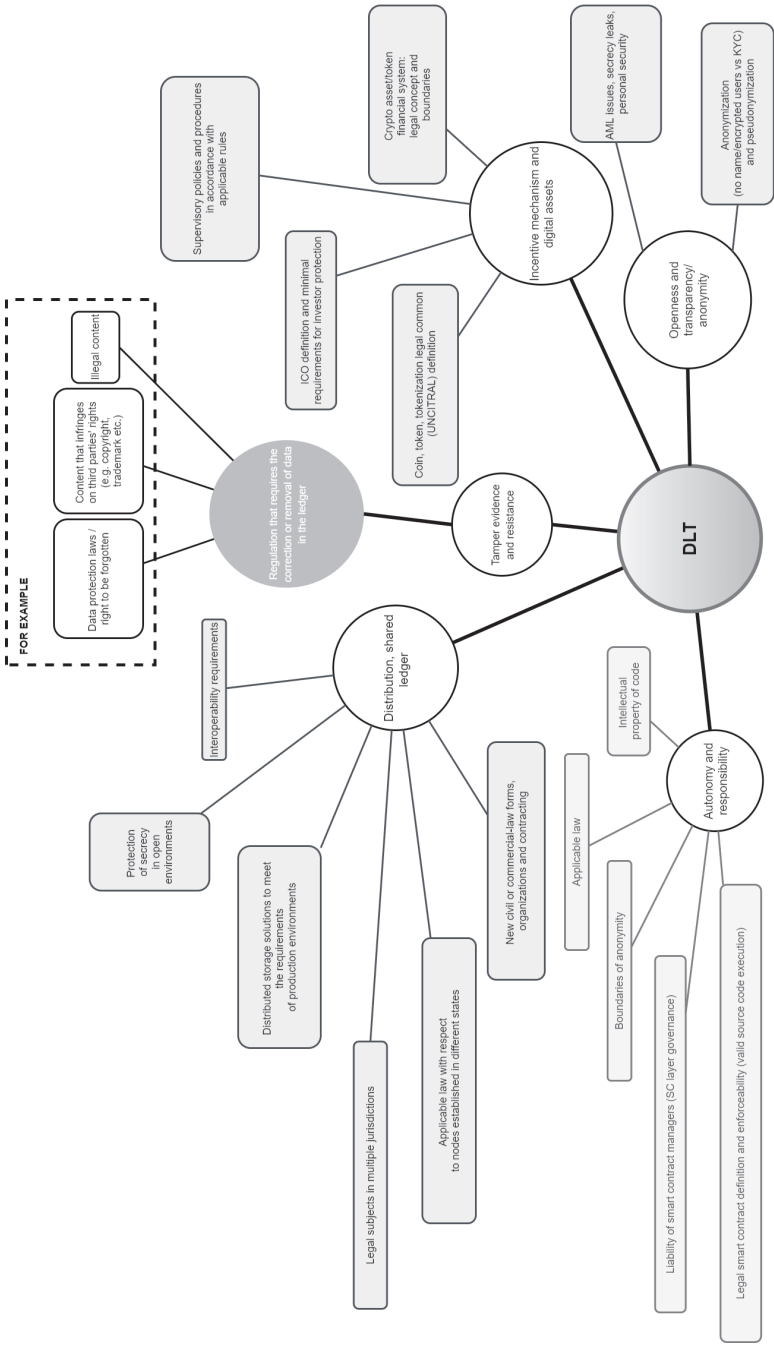 FOR EXAMPLE
Data protection laws /
right to be forgotten
Content that infringes
on third parties' rights
(e.g. copyright,
trademark etc.)
Illegal content
Regulation that requires the
correction or removal of data
in the ledger
Tamper evidence
and resistance
DLT
Distribution, shared
ledger
Interoperability requirements
Protection
of secrecy
in open
environments
Distributed storage solutions to meet
the requirements
of production environments
Legal subjects in multiple jurisdictions
Applicable law with respect
to nodes established in different states
New civil or commercial-law forms,
organizations and contracting
Autonomy and
responsibility
Intellectual
property of code
Applicable law
Boundaries of anonymity
Liability of smart contract managers (SC layer governance)
Legal smart contract definition and enforceability (valid source code execution)
Incentive mechanism and
digital assets
Supervisory policies and procedures
in accordance with
applicable rules
Crypto asset/token
financial system:
legal concept and
boundaries
ICO definition and minimal
requirements for investor protection
Coin, token, tokenization legal common
(UNCITRAL) definition
Openness and
transparency/
anonymity
AML issues, secrecy leaks,
personal security
Anonymization
(no name/encrypted users vs KYC)
and pseudonymization